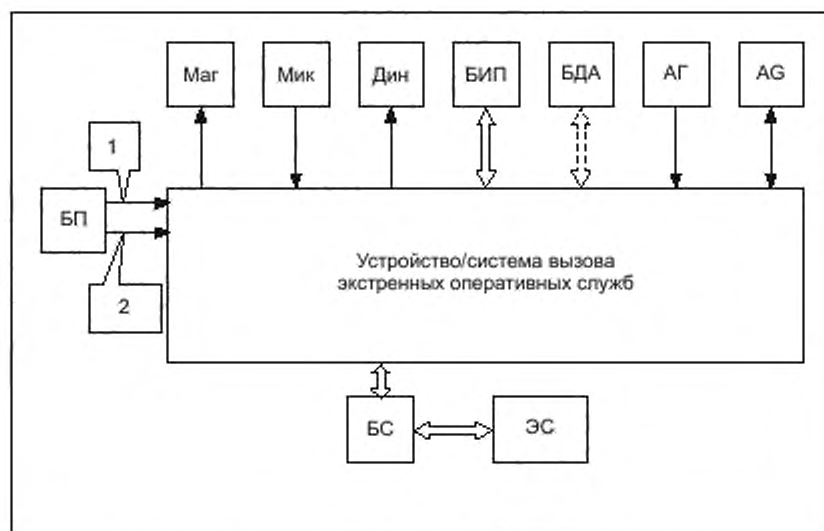 Маг
Мик
Дин
БИП
БДА
АГ
AG
1
БП
2
Устройство/система вызова
экстренных оперативных служб
БС
ЭС